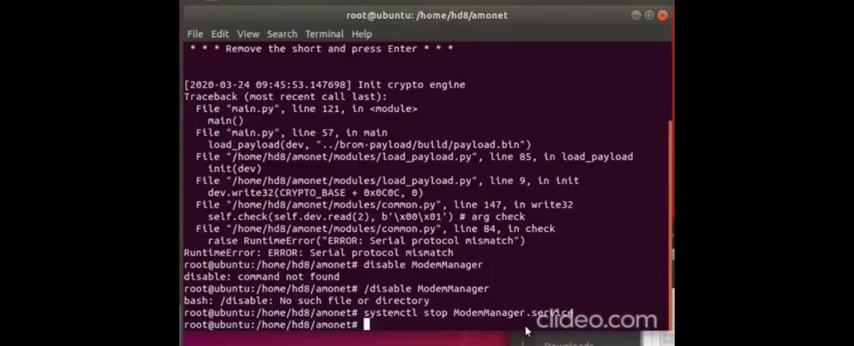 root@ubuntu: /home/hd8/amonet
File Edit View Search Terminal Help
* * * Remove the short and press Enter * * *
[2020-03-24 09:45:53.147698] Init crypto engine
Traceback (most recent call last):
File "main.py", line 121, in <module>
main()
File "main.py", line 57, in main
load_payload(dev, "../brom-payload/build/payload.bin")
File "/home/hd8/amonet/modules/load_payload.py", line 85, in load_payload
init(dev)
File "/home/hd8/amonet/modules/load_payload.py", line 9, in init
dev.write32(CRYPTO_BASE + 0x0C0C, 0)
File "/home/hd8/amonet/modules/common.py", line 147, in write32
self.check(self.dev.read(2), b'\x00\x01') # arg check
File "/home/hd8/amonet/modules/common.py", line 84, in check
raise RuntimeError("ERROR: Serial protocol mismatch")
RuntimeError: ERROR: Serial protocol mismatch
root@ubuntu:/home/hd8/amonet# disable ModemManager
disable: command not found
root@ubuntu:/home/hd8/amonet# /disable ModemManager
bash: /disable: No such file or directory
root@ubuntu:/home/hd8/amonet# systemctl stop ModemManager.service
root@ubuntu:/home/hd8/amonet#
clideo.com
Downloads